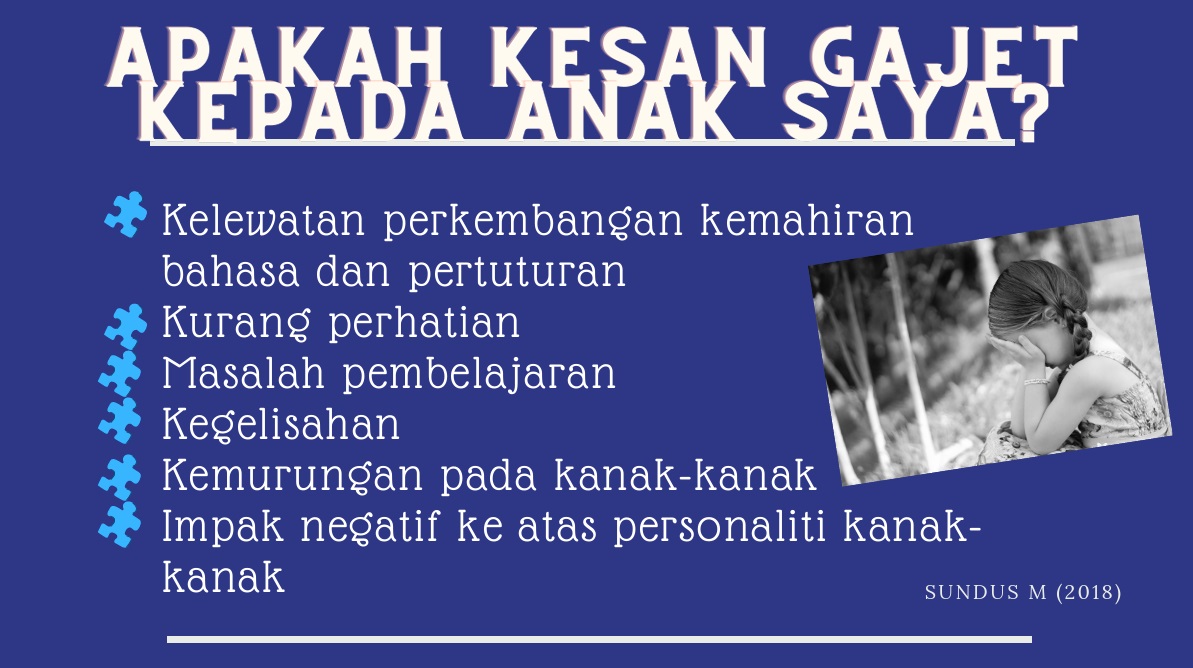 APAKAH KESAN GAJET
KEPADA ANAK SAYA?
Kelewatan perkembangan kemahiran
bahasa dan pertuturan
Kurang perhatian
Masalah pembelajaran
Kegelisahan
Kemurungan pada kanak-kanak
Impak negatif ke atas personaliti kanak-
kanak
SUNDUS M (2018)